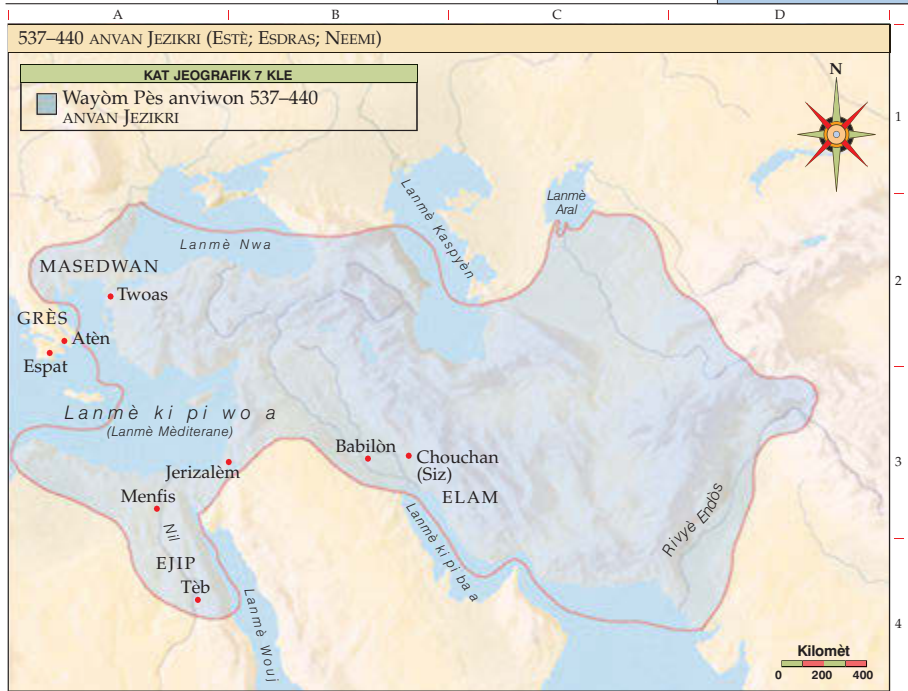 A B C D
537–440 ANVAN JEZIKRI (ESTÈ; ESDRAS; NEEMI)
KAT JEOGRAFIK 7 KLE
Wayòm Pès anviwon 537–440
ANVAN JEZIKRI
N
1
Lanmè Kaspyèn
Lanmè
Aral
Lanmè Nwa
MASEDWAN
2
Twoas
GRÈS
Atèn
Espat
Lanmè ki pi wo a
(Lanmè Mèditerane)
Babilòn
Chouchan
(Siz)
3
Jerizalèm
Menfis
ELAM
Nil
Lanmè ki pi ba a
Rivyè Endòs
EJIP
Tèb
Lanmè Wouj
4
Kilomèt
0 200 400